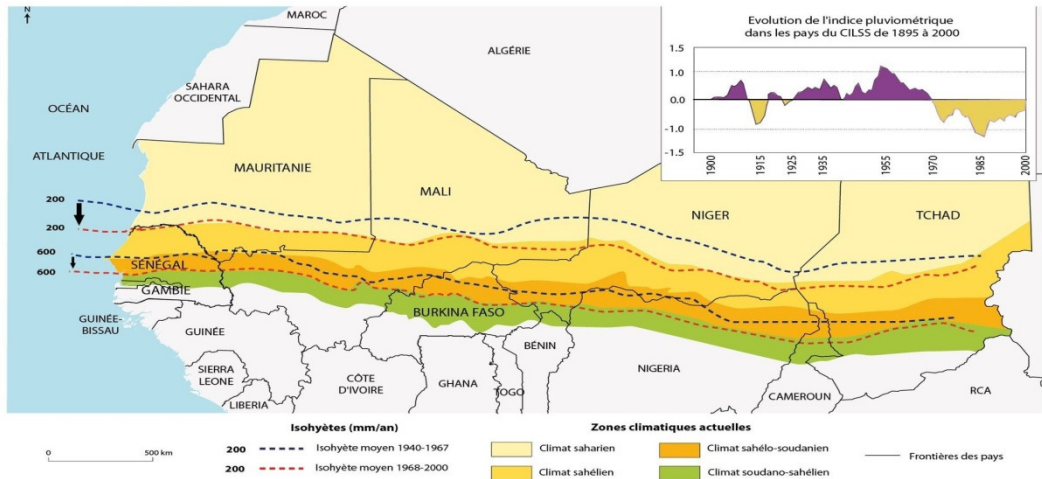 N
MAROC
ALGÉRIE
SAHARA
OCCIDENTAL
OCÉAN
ATLANTIQUE
MAURITANIE
MALI
NIGER
TCHAD
200
200
600
600
SÉNÉGAL
GAMBIE
GUINÉE-
BISSAU
GUINÉE
SIERRA
LEONE
LIBERIA
CÔTE
D'IVOIRE
BURKINA FASO
GHANA
TOGO
BÉNIN
NIGERIA
CAMEROUN
RCA
Evolution de l'indice pluviométrique
dans les pays du CILSS de 1895 à 2000
1.5
1.0
0.0
-1.0
-1.5
1900
1915
1925
1935
1955
1970
1985
2000
0
500 km
Isohyètes (mm/an)
200 Isohyète moyen 1940-1967
200 Isohyète moyen 1968-2000
Zones climatiques actuelles
Climat saharien
Climat sahélien
Climat sahélo-soudanien
Climat soudano-sahélien
Frontières des pays